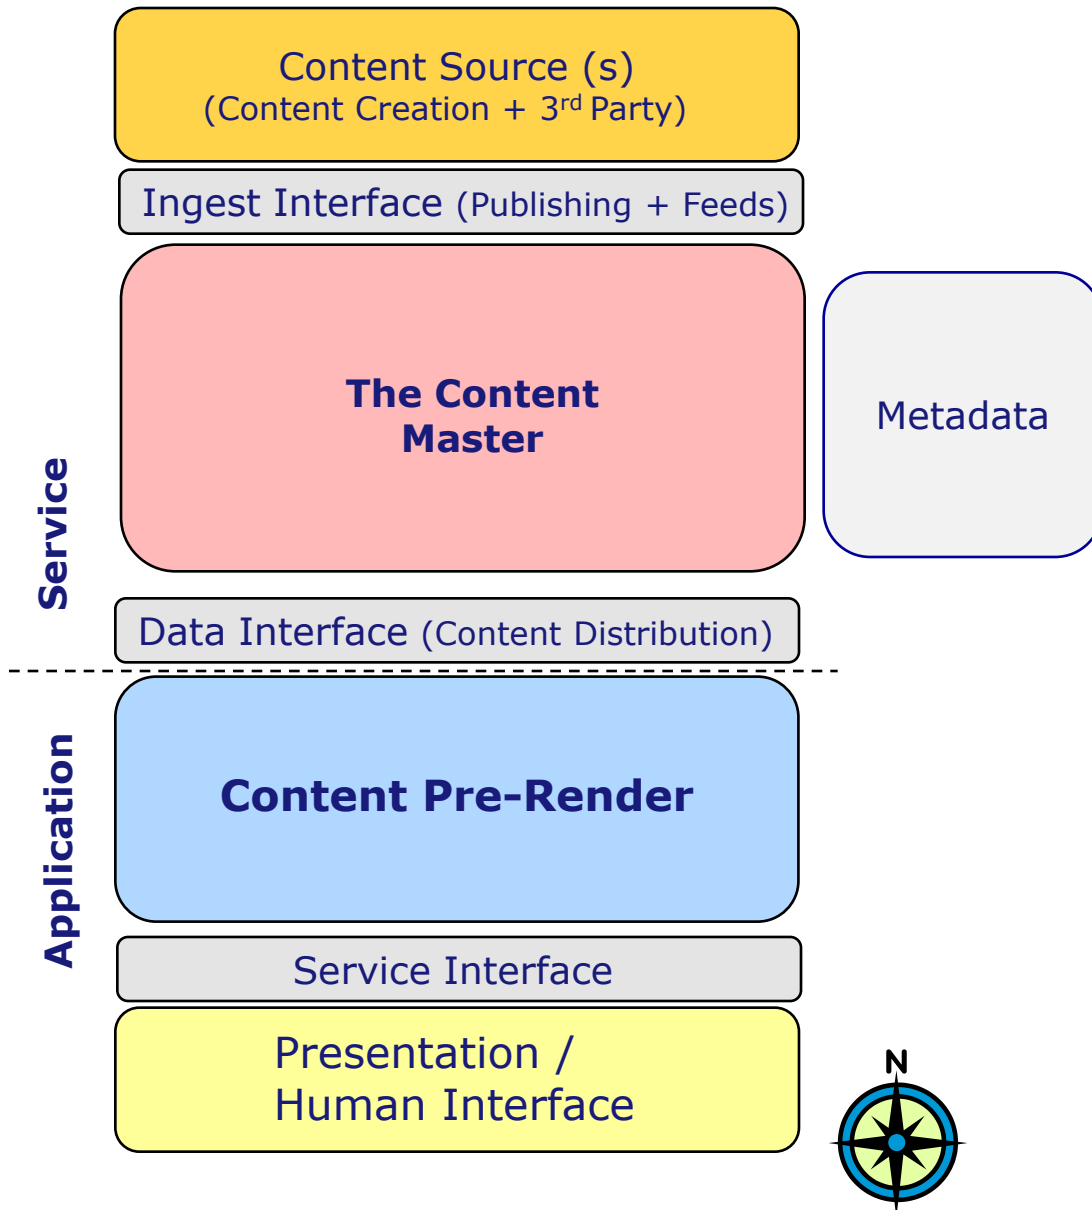 Content Source (s)
(Content Creation + 3rd Party)
Ingest Interface (Publishing + Feeds)
The Content
Master
Metadata
Service
Data Interface (Content Distribution)
Application
Content Pre-Render
Service Interface
Presentation /
Human Interface
N